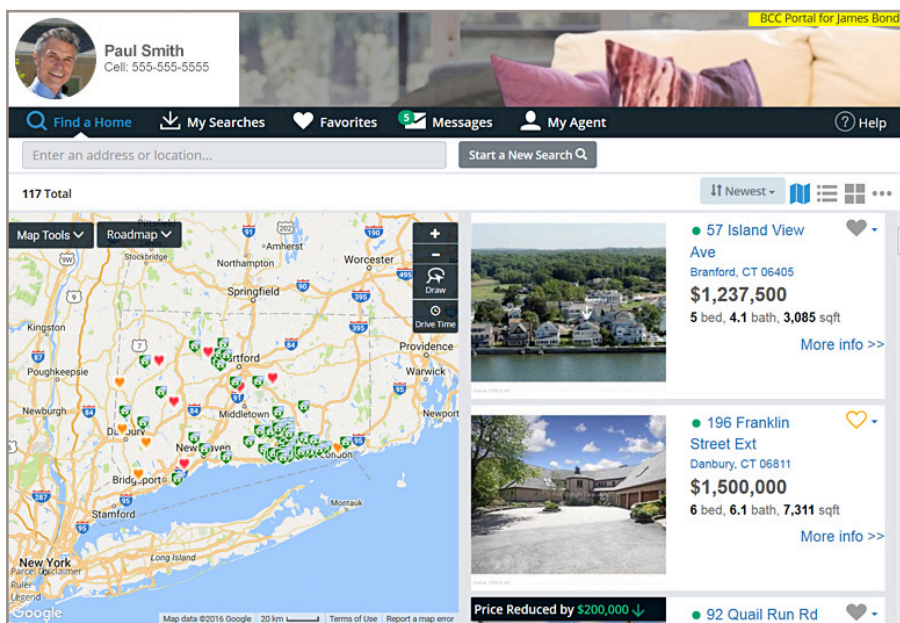 BCC Portal for James Bond
Paul Smith
Cell: 555-555-5555
Find a Home
My Searches
Favorites
5
Messages
My Agent
? Help
Enter an address or location...
Start a New Search
117 Total
Newest
Map Tools
Roadmap
+
−
Draw
Drive Time
Pittsfield
Stockbridge
Amherst
Northampton
Worcester
Springfield
Kingston
Poughkeepsie
Hartford
Providence
Warwick
Newburgh
Middletown
Newport
Danbury
New Haven
London
Bridgeport
Stamford
Montauk
Long Island
New York
Parcel Disclaimer
Ruler
Legend
Google
Map data ©2016 Google
20 km
Terms of Use
Report a map error
57 Island View
Ave
Branford, CT 06405
$1,237,500
5 bed, 4.1 bath, 3,085 sqft
More info >>
196 Franklin
Street Ext
Danbury, CT 06811
$1,500,000
6 bed, 6.1 bath, 7,311 sqft
More info >>
Price Reduced by $200,000
92 Quail Run Rd